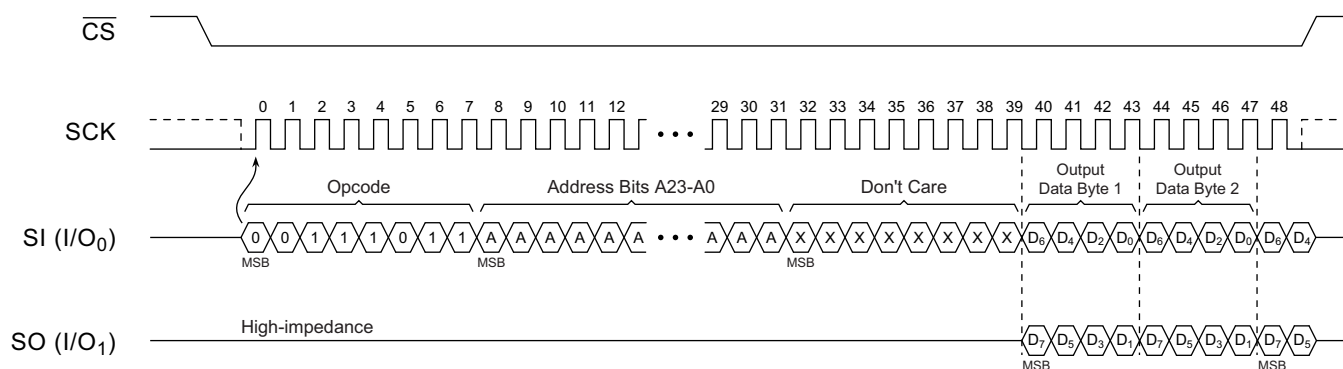 CS
0 1 2 3 4 5 6 7 8 9 10 11 12 29 30 31 32 33 34 35 36 37 38 39 40 41 42 43 44 45 46 47 48
SCK
Opcode Address Bits A23-A0 Don't Care Output Data Byte 1 Output Data Byte 2
SI (I/O0) 0 0 1 1 1 0 1 1 A A A A A A A A A X X X X X X X X D6 D4 D2 D0 D6 D4 D2 D0 D6 D4
MSB MSB MSB
High-impedance
SO (I/O1) D7 D5 D3 D1 D7 D5 D3 D1 D7 D5
MSB MSB